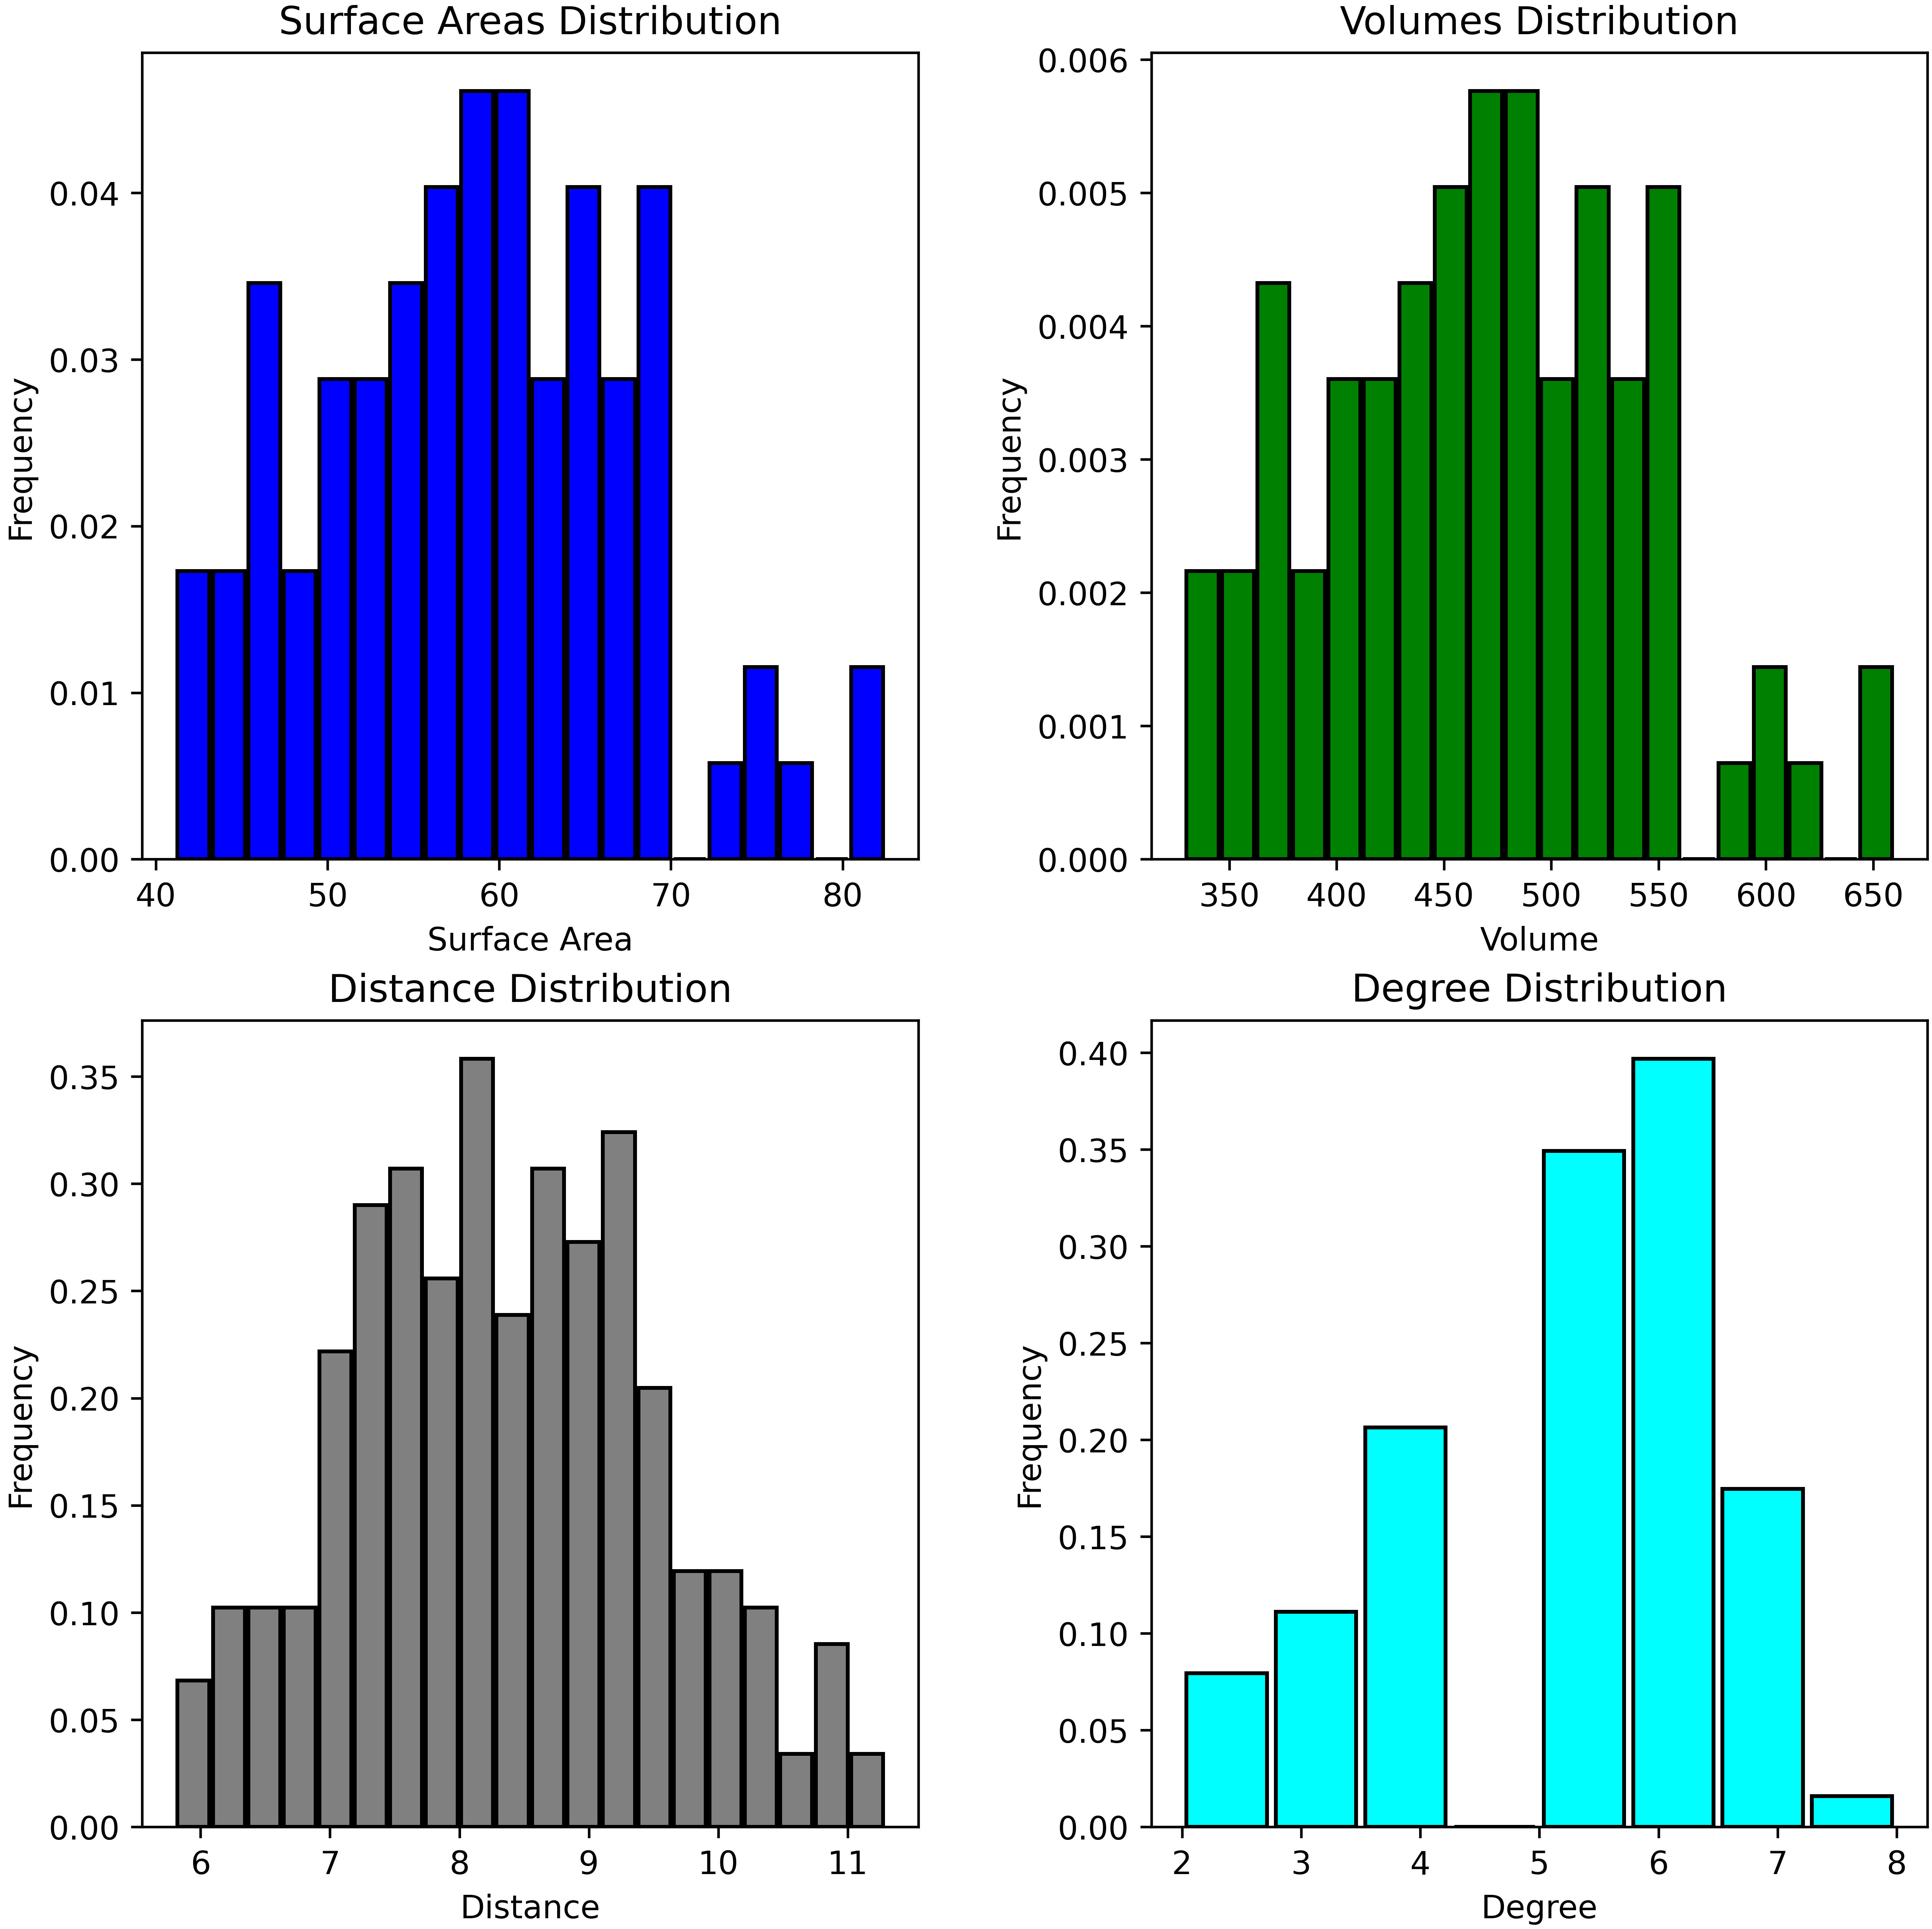 Surface Areas Distribution
Frequency
0.04
0.03
0.02
0.01
0.00
40 50 60 70 80
Surface Area
Volumes Distribution
Frequency
0.006
0.005
0.004
0.003
0.002
0.001
0.000
350 400 450 500 550 600 650
Volume
Distance Distribution
Frequency
0.35
0.30
0.25
0.20
0.15
0.10
0.05
0.00
6 7 8 9 10 11
Distance
Degree Distribution
Frequency
0.40
0.35
0.30
0.25
0.20
0.15
0.10
0.05
0.00
2 3 4 5 6 7 8
Degree